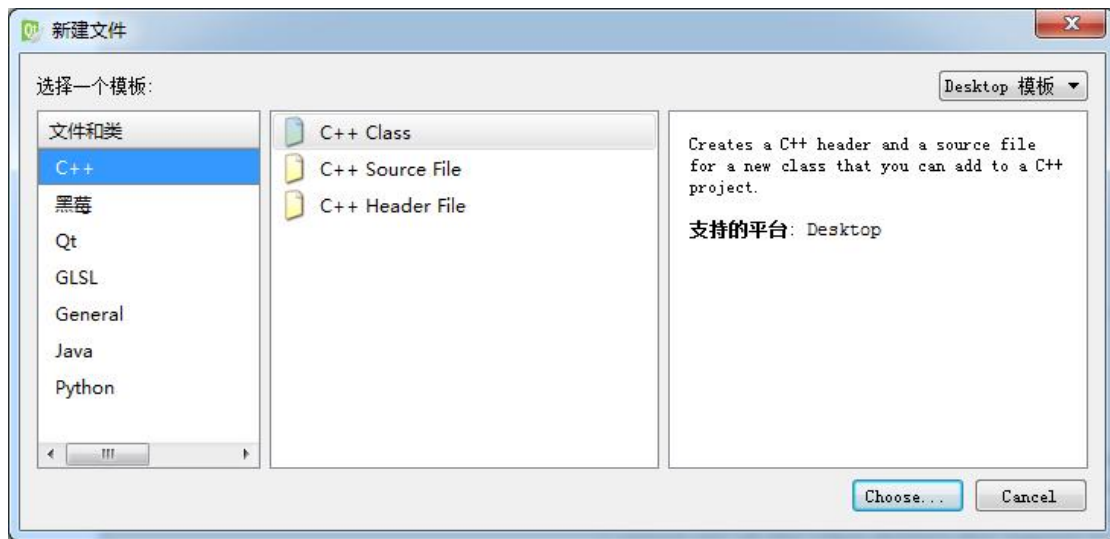 新建文件
选择一个模板:
Desktop 模板
文件和类
C++
黑莓
Qt
GLSL
General
Java
Python
C++ Class
C++ Source File
C++ Header File
Creates a C++ header and a source file
for a new class that you can add to a C++
project.
支持的平台: Desktop
Choose...
Cancel